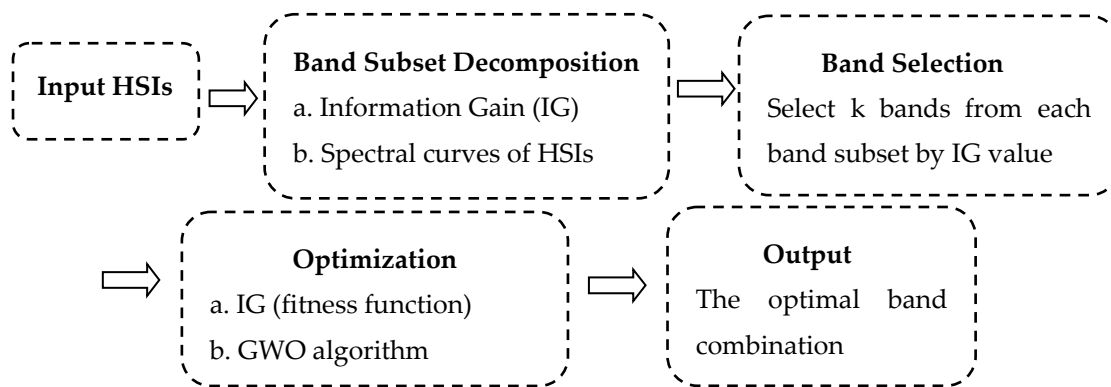 Input HSIs
Band Subset Decomposition
a. Information Gain (IG)
b. Spectral curves of HSIs
Band Selection
Select k bands from each
band subset by IG value
Optimization
a. IG (fitness function)
b. GWO algorithm
Output
The optimal band
combination